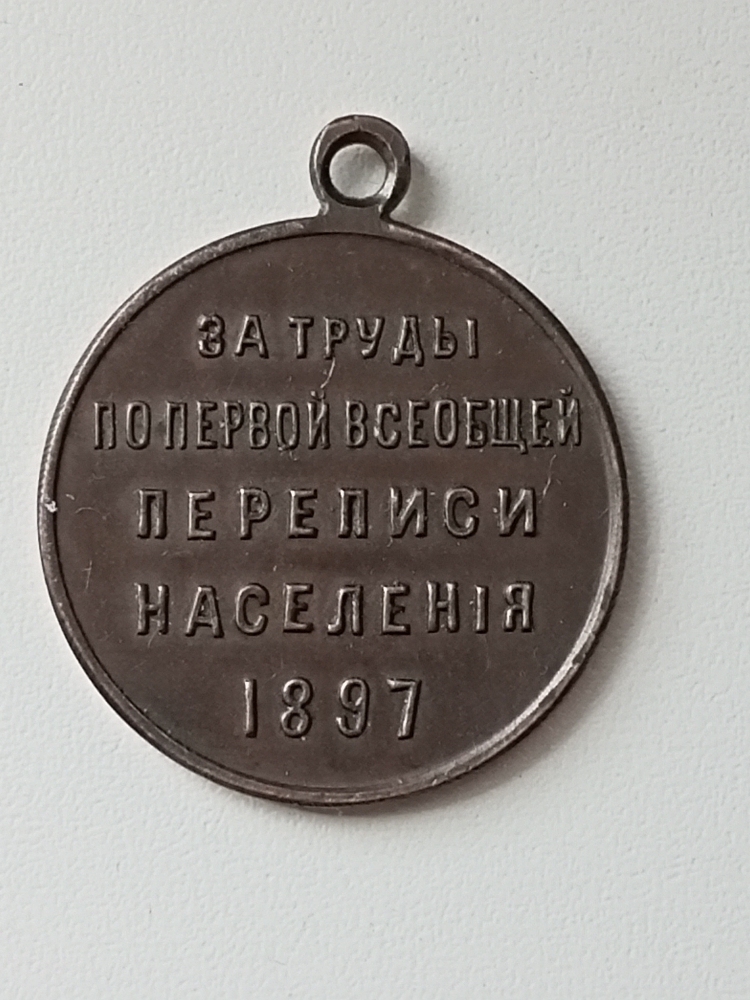 ЗА ТРУДЫ
ПО ПЕРВОЙ ВСЕОБЩЕЙ
ПЕРЕПИСИ
НАСЕЛЕНІЯ
1897